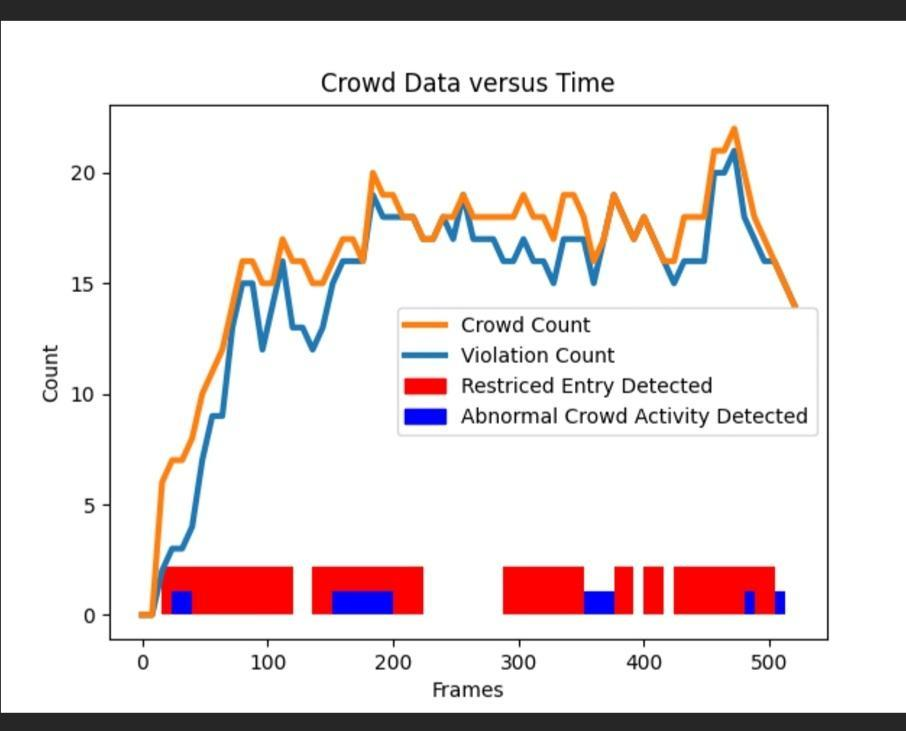 Crowd Data versus Time
20
15
10
5
0
Count
Crowd Count
Violation Count
Restriced Entry Detected
Abnormal Crowd Activity Detected
0 100 200 300 400 500
Frames